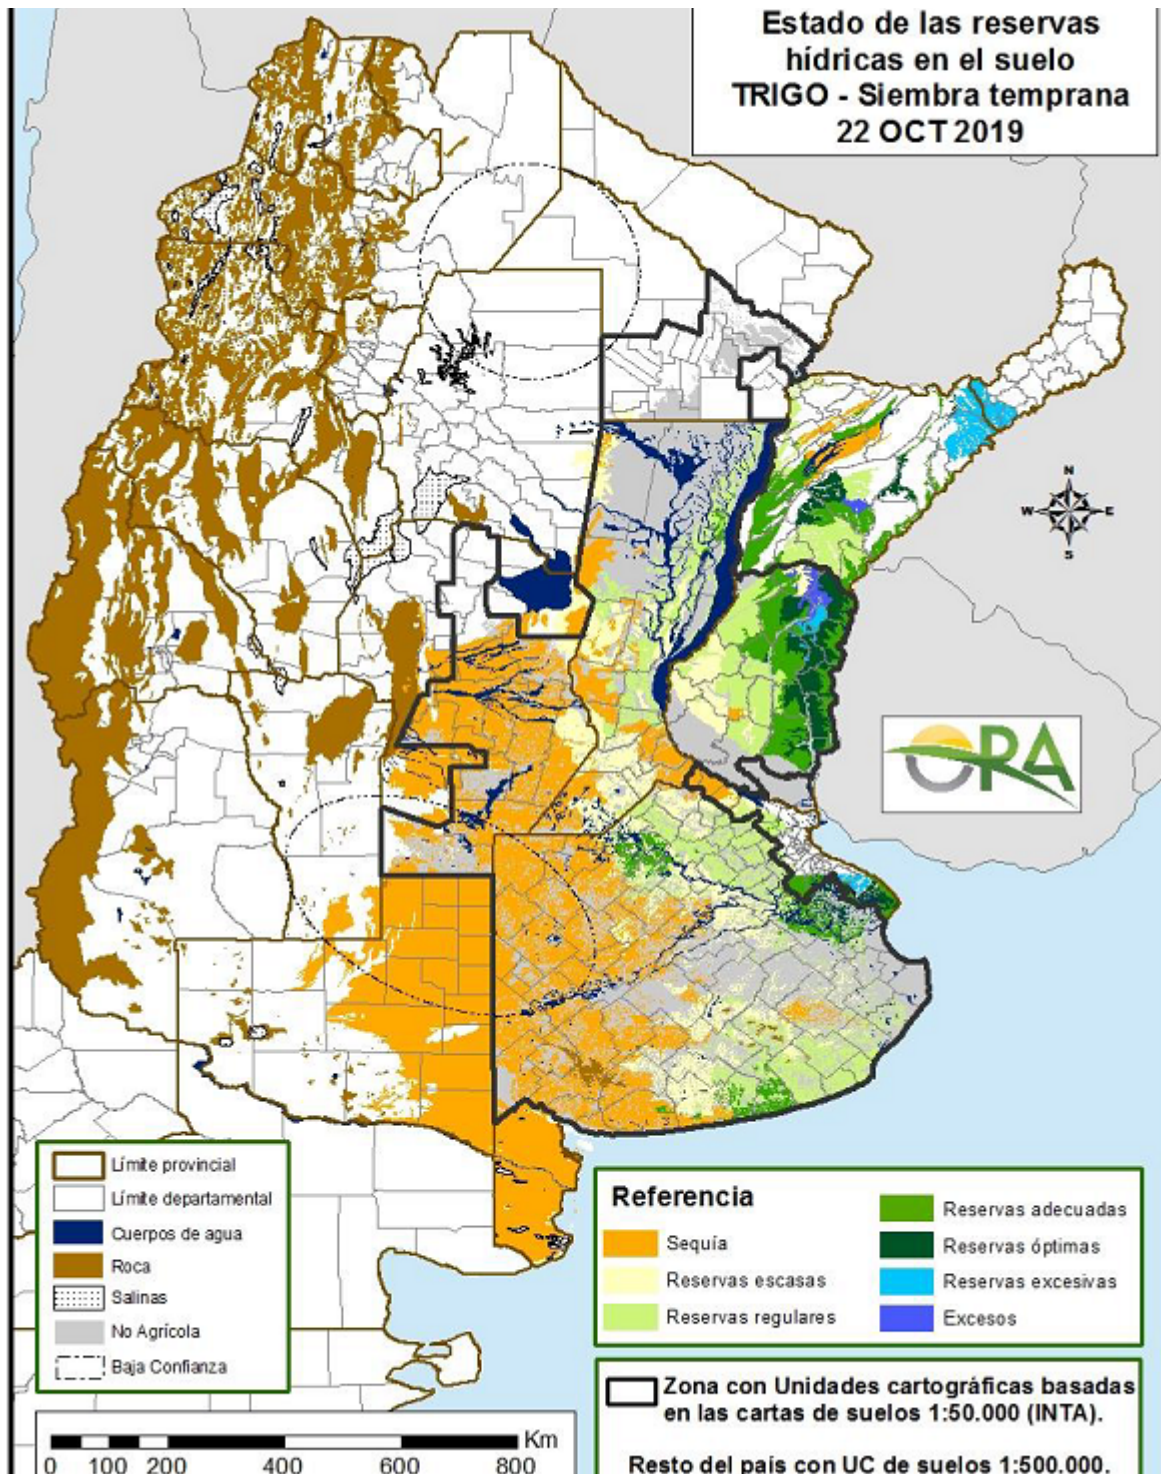 Estado de las reservas
hídricas en el suelo
TRIGO - Siembra temprana
22 OCT 2019
N
W E
S
ORA
Límite provincial
Límite departamental
Cuerpos de agua
Roca
Salinas
No Agrícola
Baja Confianza
Referencia
Sequía
Reservas escasas
Reservas regulares
Reservas adecuadas
Reservas óptimas
Reservas excesivas
Excesos
Zona con Unidades cartográficas basadas
en las cartas de suelos 1:50.000 (INTA).
Resto del país con UC de suelos 1:500.000.
Km
0 100 200 400 600 800